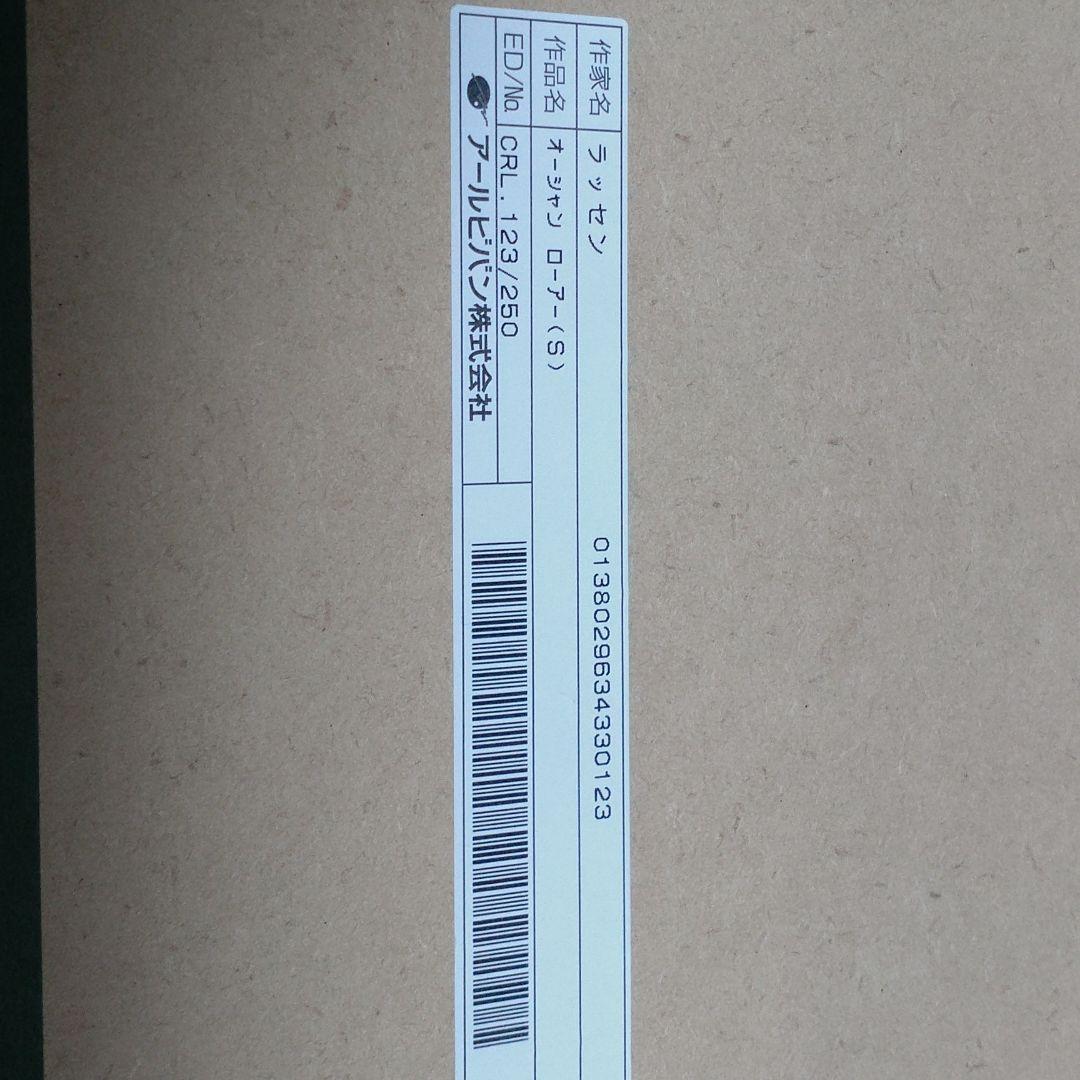 作家名 ラッセン
0138029634330123
作品名 オーシャン ローアー(S)
ED/No. CRL. 123/250
アールビバン株式会社